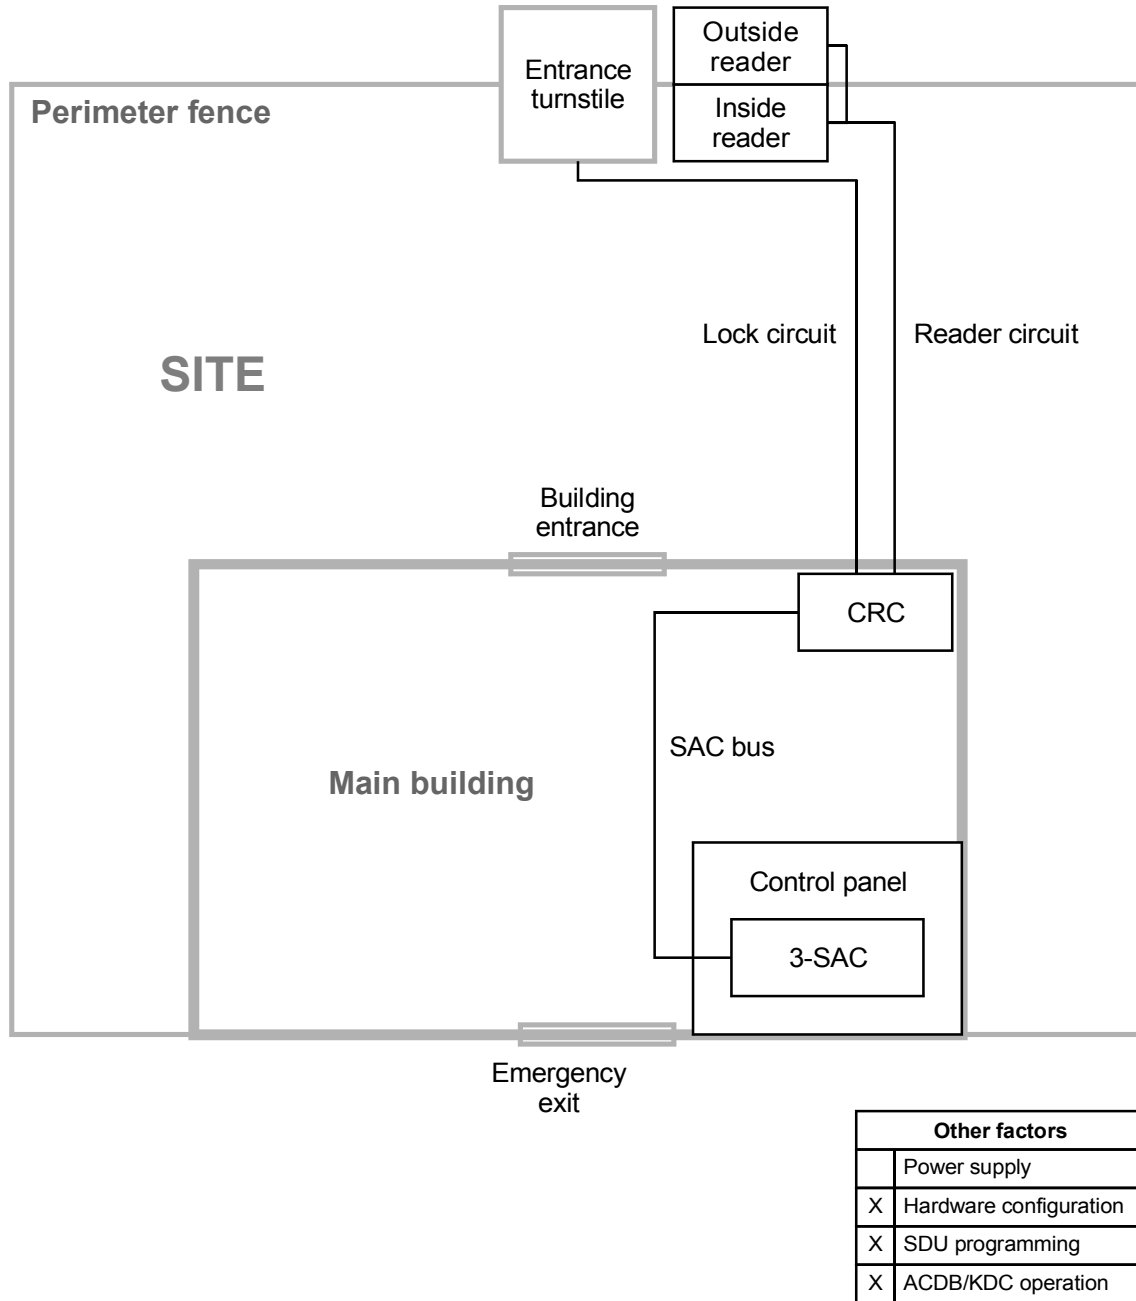 Outside
reader
Entrance
turnstile
Inside
reader
Perimeter fence
Lock circuit
Reader circuit
SITE
Building
entrance
CRC
SAC bus
Main building
Control panel
3-SAC
Emergency
exit
Other factors
Power supply
X Hardware configuration
X SDU programming
X ACDB/KDC operation